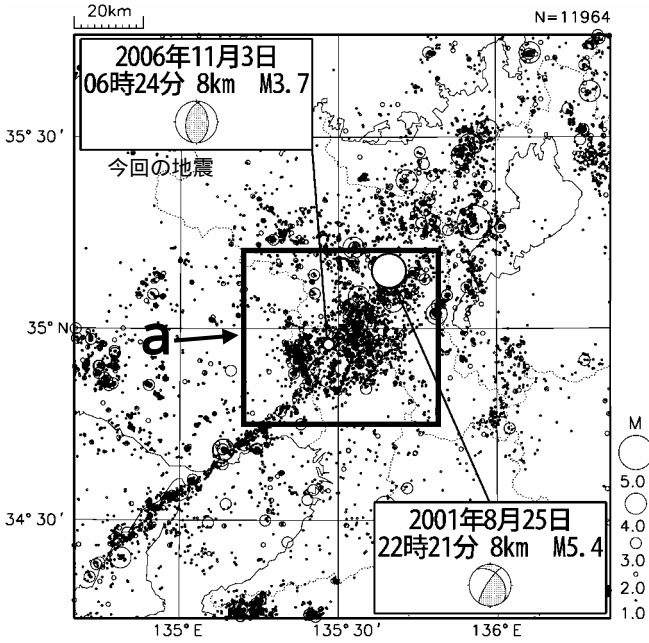 20km
N=11964
2006年11月3日
06時24分 8km M3.7
今回の地震
35° 30′
35° N
a
34° 30′
2001年8月25日
22時21分 8km M5.4
M
5.0
4.0
3.0
2.0
1.0
135°E
135° 30′
136°